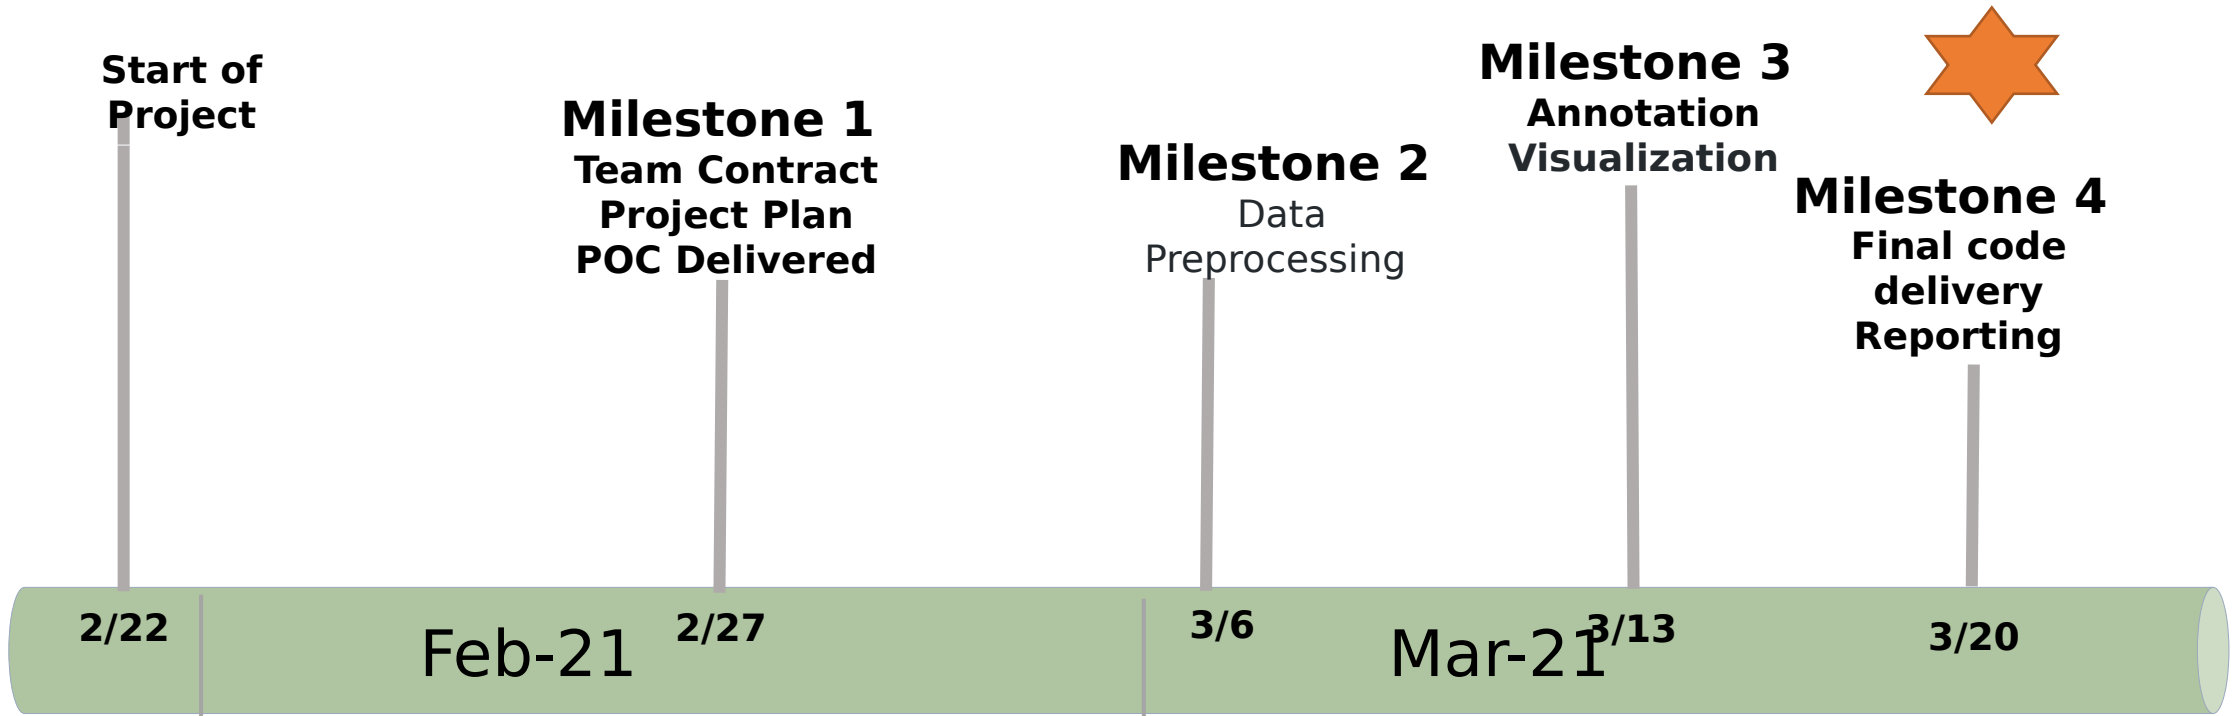 Start of
Project
Milestone 1
Team Contract
Project Plan
POC Delivered
Milestone 2
Data
Preprocessing
Milestone 3
Annotation
Visualization
Milestone 4
Final code
delivery
Reporting
2/22
Feb-21
2/27
3/6
Mar-21
3/13
3/20